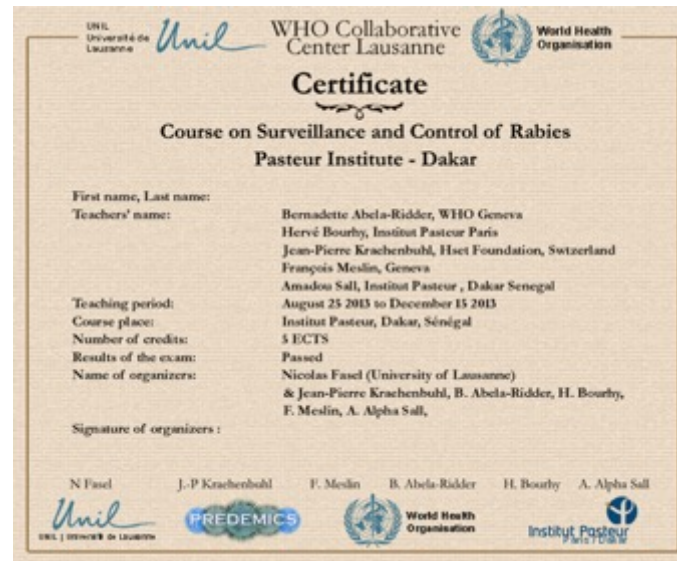 UNIL
Université de
Lausanne
Unil
WHO Collaborative
Center Lausanne
World Health
Organisation
Certificate
Course on Surveillance and Control of Rabies
Pasteur Institute - Dakar
First name, Last name:
Teachers' name: Bernadette Abela-Ridder, WHO Geneva
Hervé Bourhy, Institut Pasteur Paris
Jean-Pierre Kraehenbuhl, Hset Foundation, Swtzerland
François Meslin, Geneva
Amadou Sall, Institut Pasteur , Dakar Senegal
Teaching period: August 25 2013 to December 15 2013
Course place: Institut Pasteur, Dakar, Sénégal
Number of credits: 5 ECTS
Results of the exam: Passed
Name of organizers: Nicolas Fasel (University of Lausanne)
& Jean-Pierre Kraehenbuhl, B. Abela-Ridder, H. Bourhy,
F. Meslin, A. Alpha Sall,
Signature of organizers :
N Fasel J.-P Kraehenbuhl F. Meslin B. Abela-Ridder H. Bourhy A. Alpha Sall
Unil
UNIL | Université de Lausanne
PREDEMICS
World Health
Organisation
Institut Pasteur
Paris / Dakar